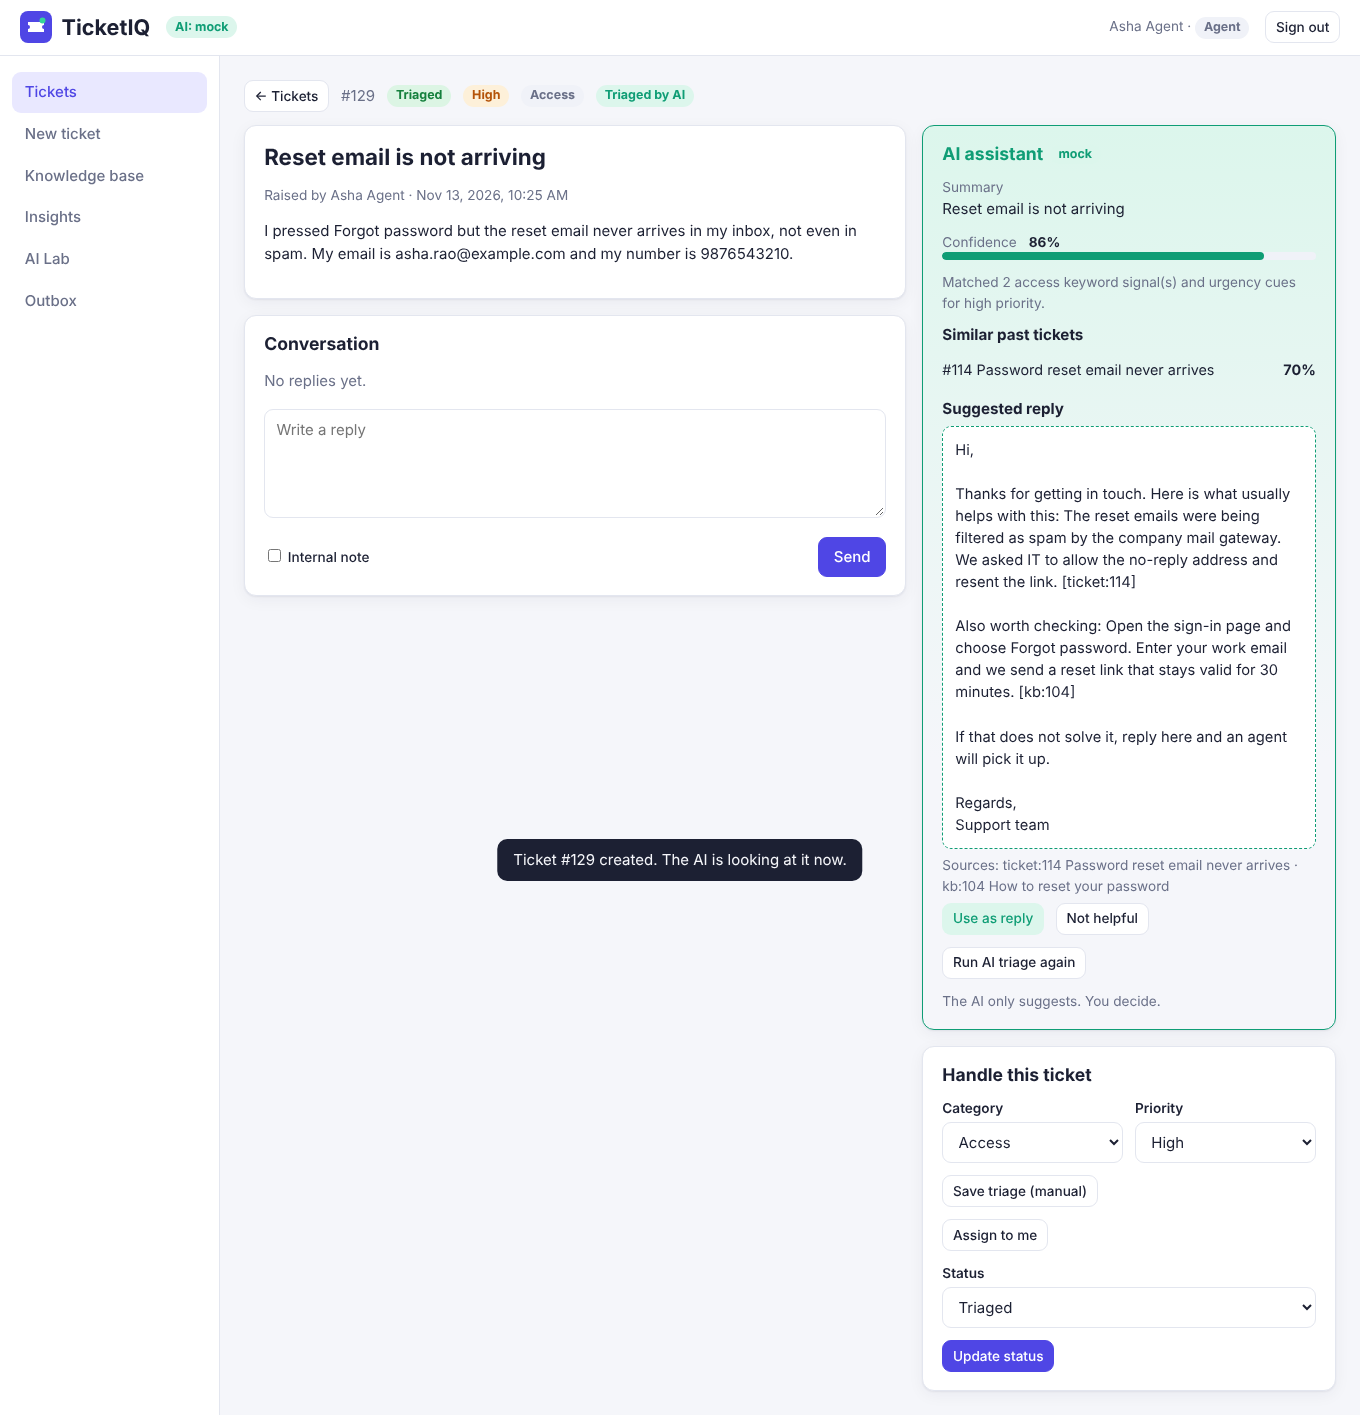 TicketIQ
AI: mock
Asha Agent · Agent
Sign out
Tickets
New ticket
Knowledge base
Insights
AI Lab
Outbox
← Tickets
#129
Triaged
High
Access
Triaged by AI
Reset email is not arriving
Raised by Asha Agent · Nov 13, 2026, 10:25 AM
I pressed Forgot password but the reset email never arrives in my inbox, not even in
spam. My email is asha.rao@example.com and my number is 9876543210.
Conversation
No replies yet.
Write a reply
Internal note
Send
Ticket #129 created. The AI is looking at it now.
AI assistant mock
Summary
Reset email is not arriving
Confidence 86%
Matched 2 access keyword signal(s) and urgency cues
for high priority.
Similar past tickets
#114 Password reset email never arrives 70%
Suggested reply
Hi,
Thanks for getting in touch. Here is what usually
helps with this: The reset emails were being
filtered as spam by the company mail gateway.
We asked IT to allow the no-reply address and
resent the link. [ticket:114]
Also worth checking: Open the sign-in page and
choose Forgot password. Enter your work email
and we send a reset link that stays valid for 30
minutes. [kb:104]
If that does not solve it, reply here and an agent
will pick it up.
Regards,
Support team
Sources: ticket:114 Password reset email never arrives ·
kb:104 How to reset your password
Use as reply
Not helpful
Run AI triage again
The AI only suggests. You decide.
Handle this ticket
Category
Priority
Access
High
Save triage (manual)
Assign to me
Status
Triaged
Update status